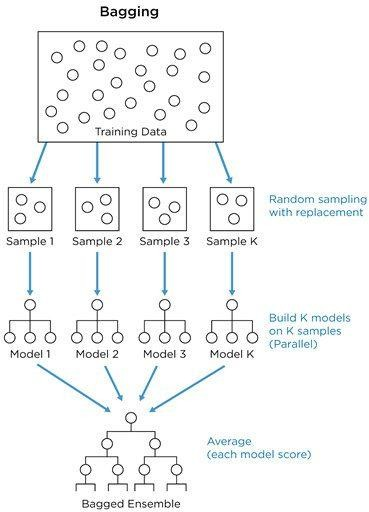 Bagging
Training Data
Random sampling
with replacement
Sample 1 Sample 2 Sample 3 Sample K
Build K models
on K samples
(Parallel)
Model 1 Model 2 Model 3 Model K
Average
(each model score)
Bagged Ensemble